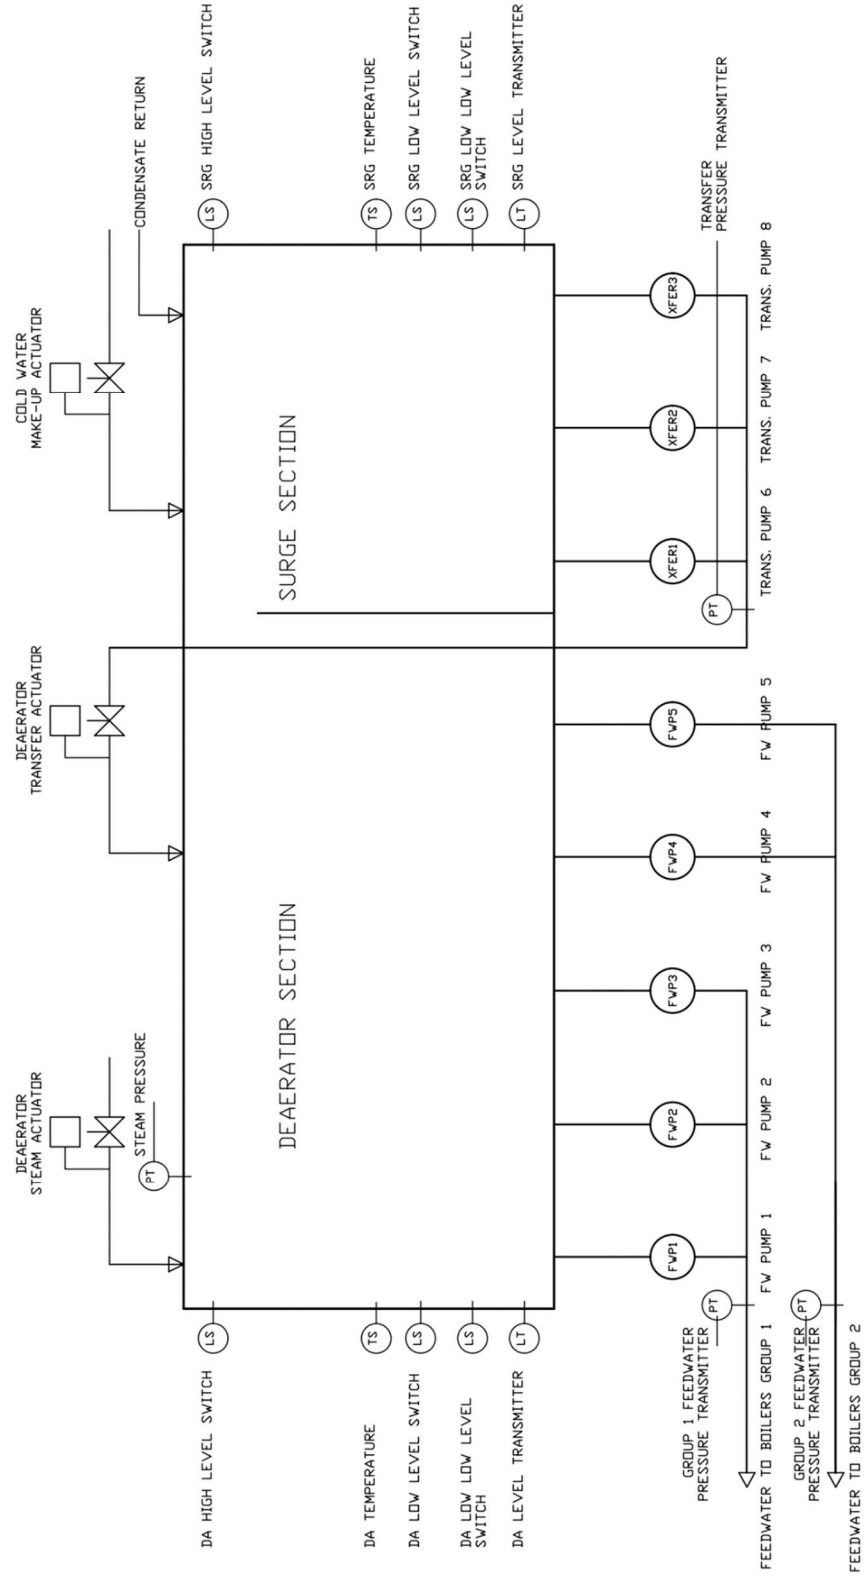 DEAERATOR
STEAM ACTUATOR
DEAERATOR
TRANSFER ACTUATOR
COLD WATER
MAKE-UP ACTUATOR
STEAM PRESSURE
PT
CONDENSATE RETURN
DA HIGH LEVEL SWITCH
LS
LS
SRG HIGH LEVEL SWITCH
DEAERATOR SECTION
SURGE SECTION
DA TEMPERATURE
TS
TS
SRG TEMPERATURE
DA LOW LEVEL SWITCH
LS
LS
SRG LOW LEVEL SWITCH
DA LOW LOW LEVEL
SWITCH
LS
LS
SRG LOW LOW LEVEL
SWITCH
DA LEVEL TRANSMITTER
LT
LT
SRG LEVEL TRANSMITTER
FWP1
FWP2
FWP3
FWP4
FWP5
XFER1
XFER2
XFER3
GROUP 1 FEEDWATER
PRESSURE TRANSMITTER
PT
PT
TRANSFER
PRESSURE TRANSMITTER
FEEDWATER TO BOILERS GROUP 1
FW PUMP 1
FW PUMP 2
FW PUMP 3
FW PUMP 4
FW PUMP 5
TRANS. PUMP 6
TRANS. PUMP 7
TRANS. PUMP 8
GROUP 2 FEEDWATER
PRESSURE TRANSMITTER
PT
FEEDWATER TO BOILERS GROUP 2